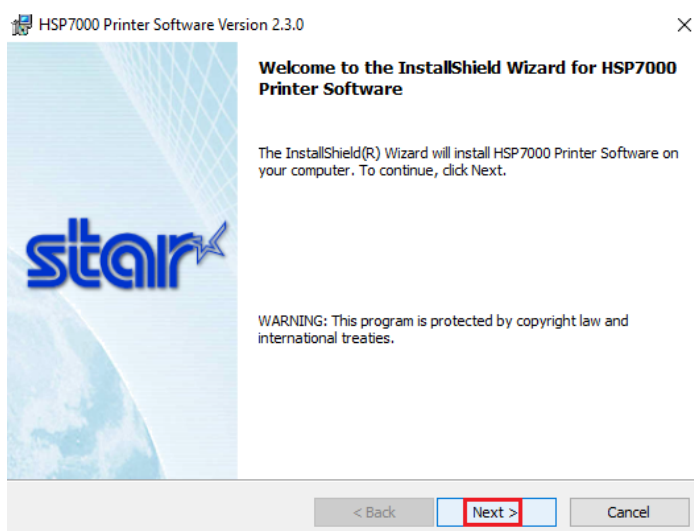 HSP7000 Printer Software Version 2.3.0
Welcome to the InstallShield Wizard for HSP7000
Printer Software
The InstallShield(R) Wizard will install HSP7000 Printer Software on
your computer. To continue, click Next.
star
WARNING: This program is protected by copyright law and
international treaties.
< Back
Next >
Cancel